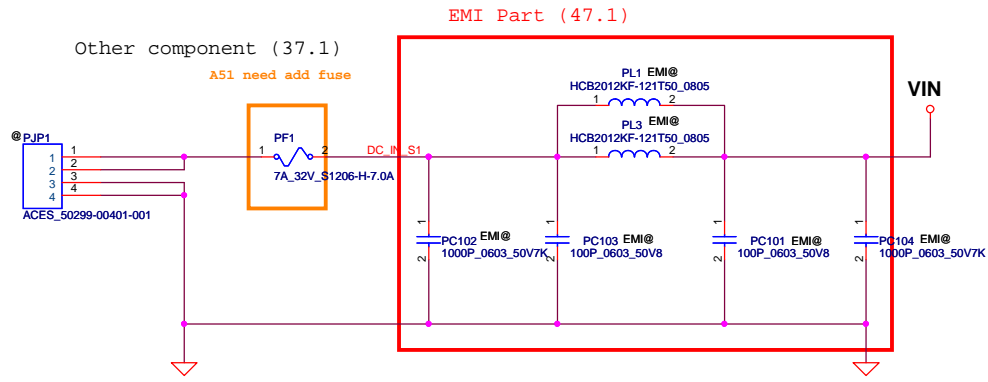 EMI Part (47.1)
Other component (37.1)
A51 need add fuse
PL1 EMI@
HCB2012KF-121T50_0805
1 2
VIN
PL3 EMI@
HCB2012KF-121T50_0805
1 2
@ PJP1
1 1
2 2
3 3
4 4
ACES_50299-00401-001
PF1
1 2
7A_32V_S1206-H-7.0A
DC_IN_S1
1
2
PC102 EMI@
1000P_0603_50V7K
1
2
PC103 EMI@
100P_0603_50V8
1
2
PC101 EMI@
100P_0603_50V8
1
2
PC104 EMI@
1000P_0603_50V7K